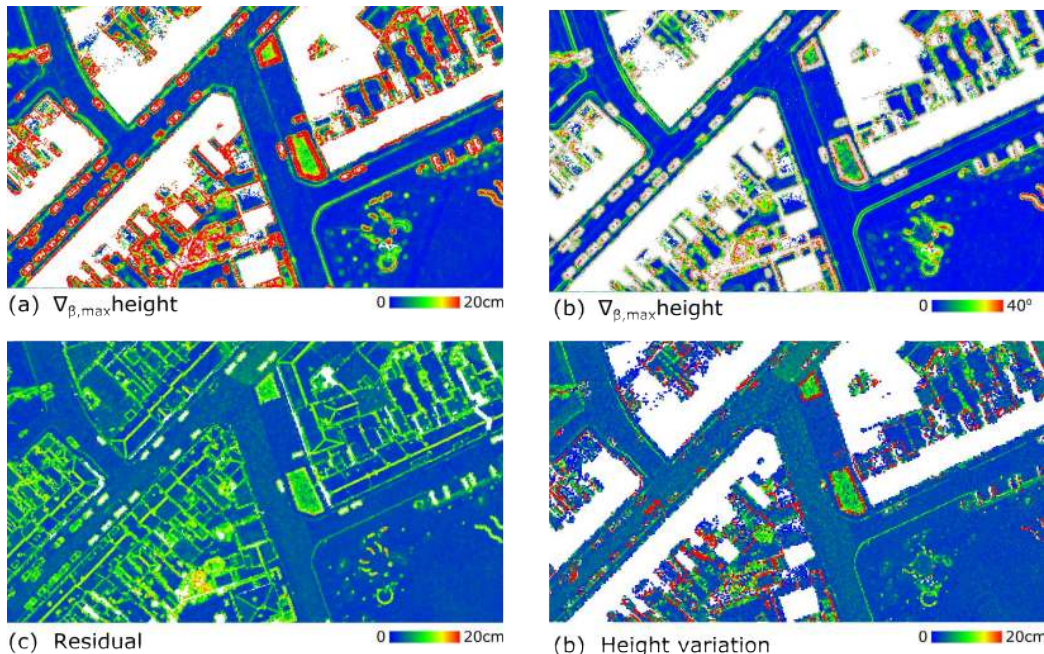 (a) ∇β,maxheight 0 20cm
(b) ∇β,maxheight 0 40°
(c) Residual 0 20cm
(b) Height variation 0 20cm